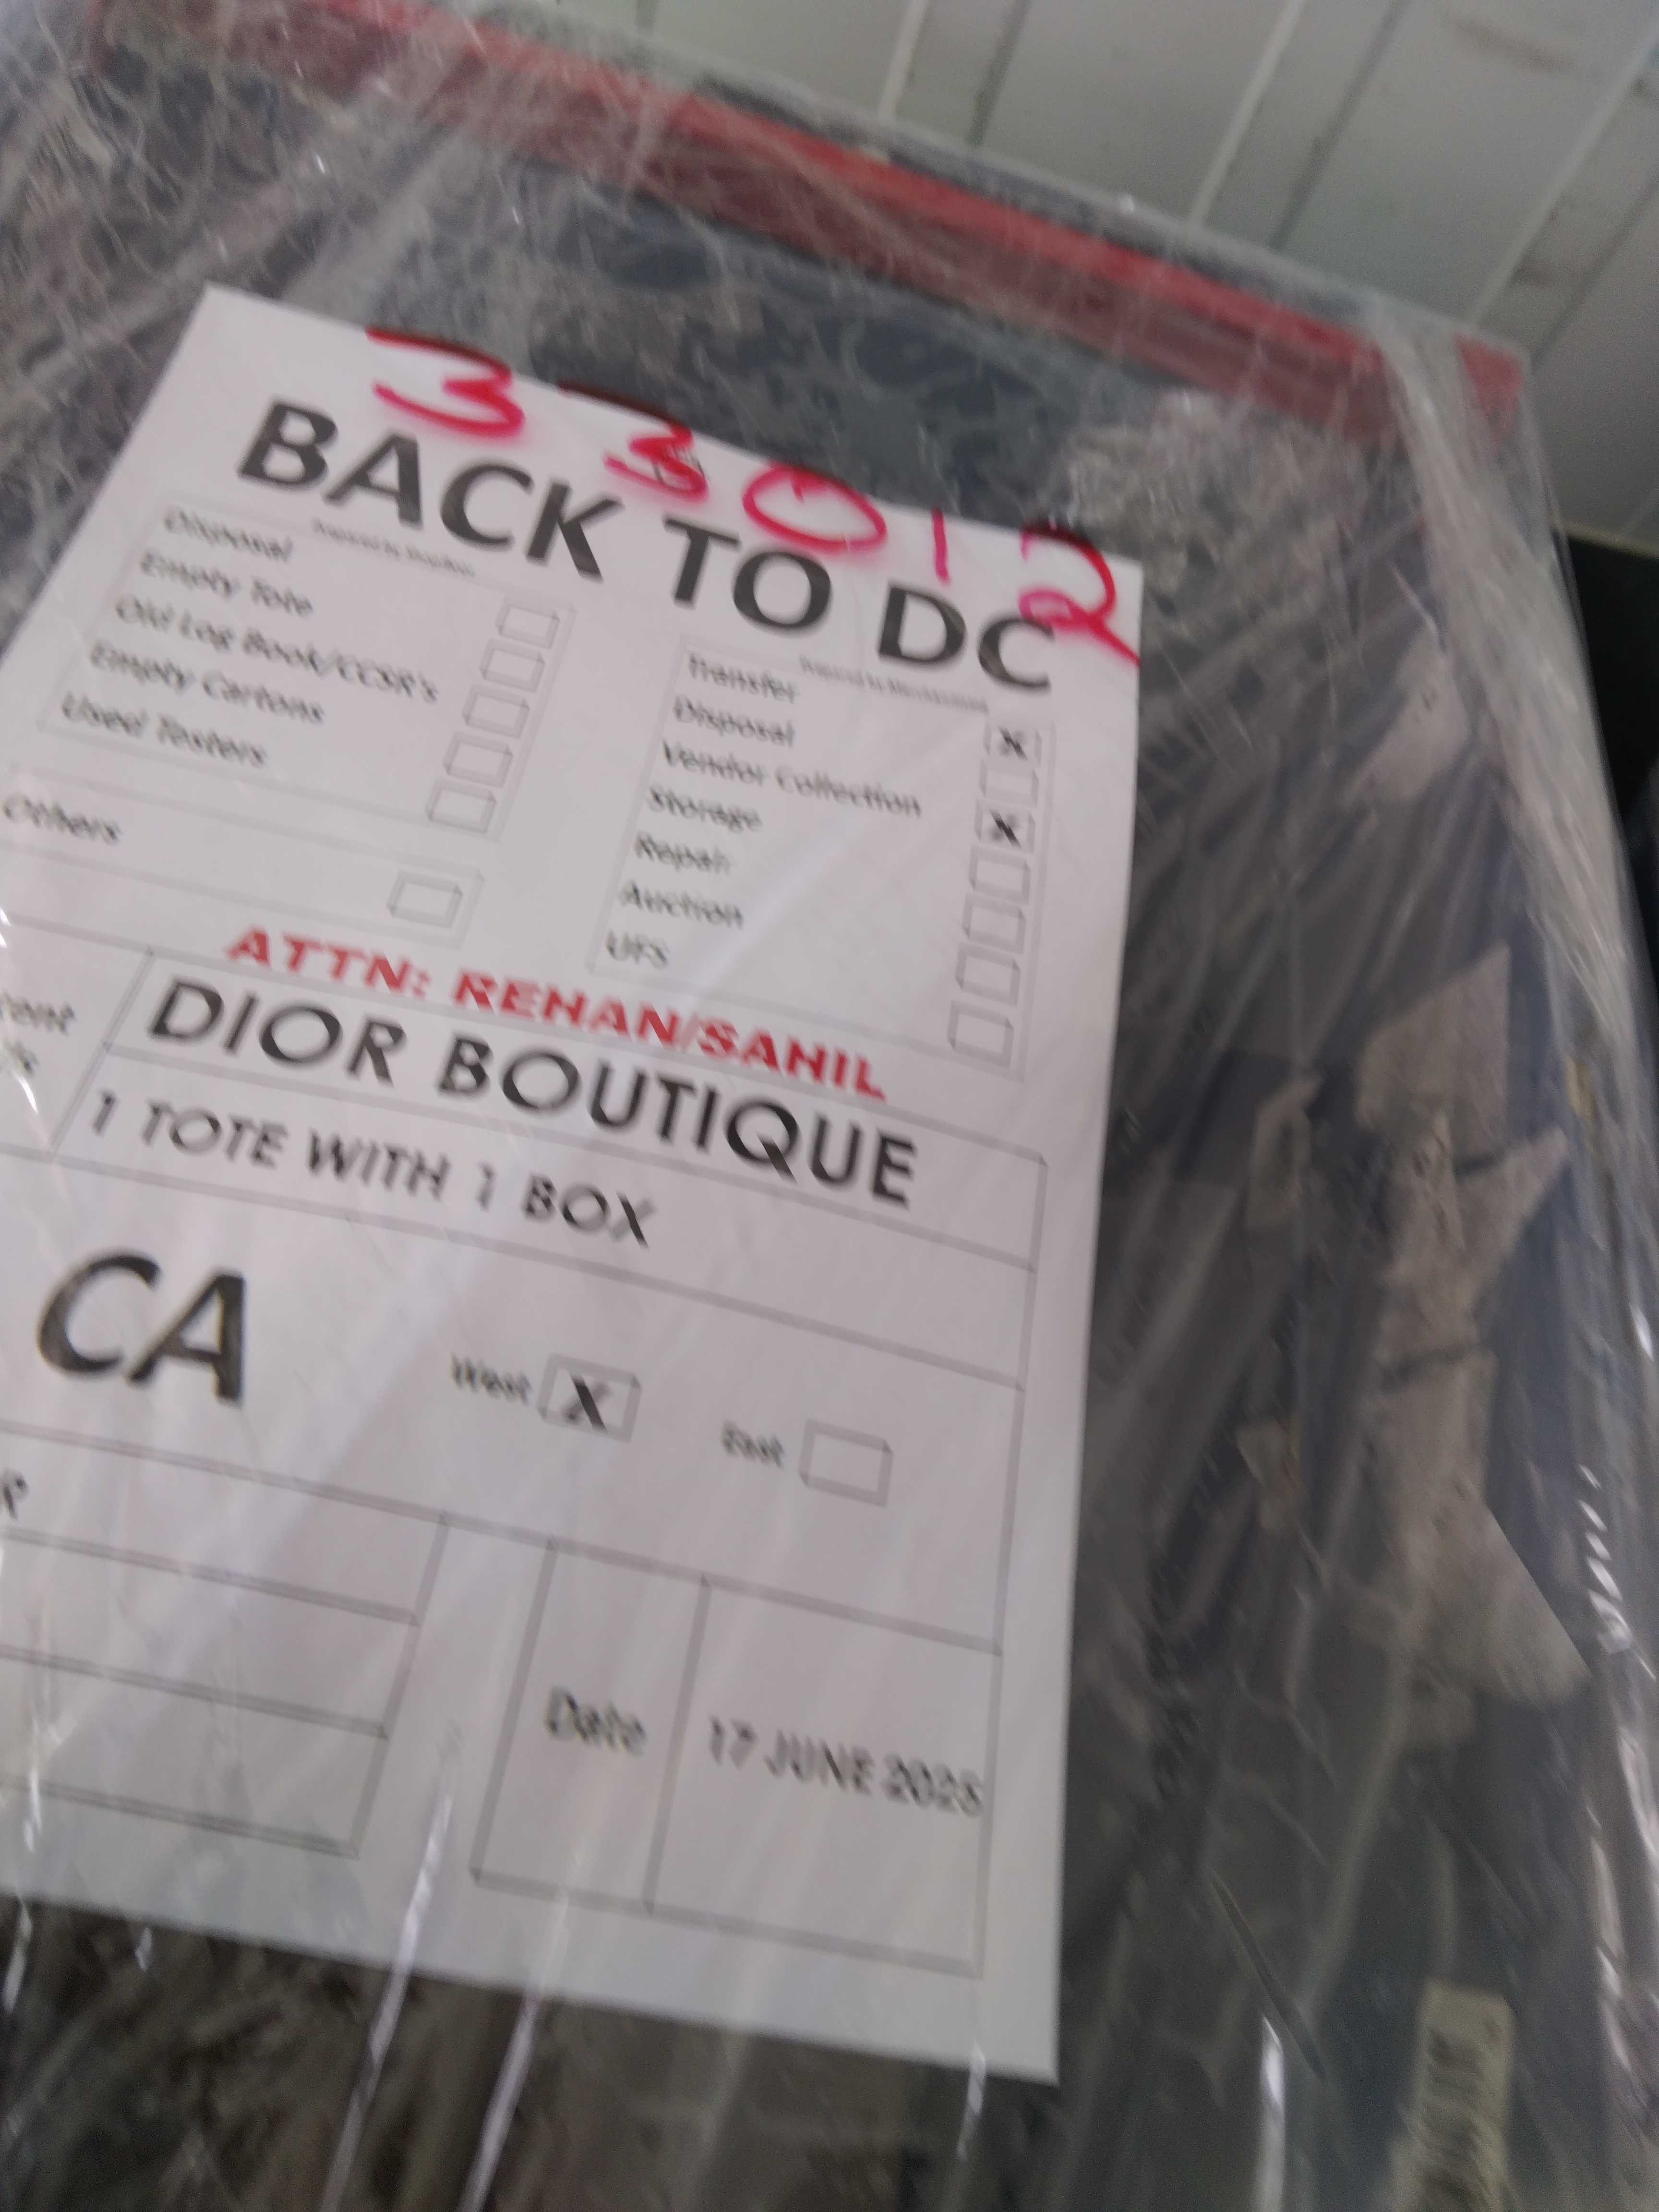 33012
BACK TO DC
Disposal
Empty Tote
Old Log Book/CCSR's
Empty Cartons
Used Testers
Others
Transfer X
Disposal
Vendor Collection X
Storage
Repair
Auction
UFS
ATTN: REHAN/SAHIL
DIOR BOUTIQUE
1 TOTE WITH 1 BOX
CA
West X East
Date 17 JUNE 2025